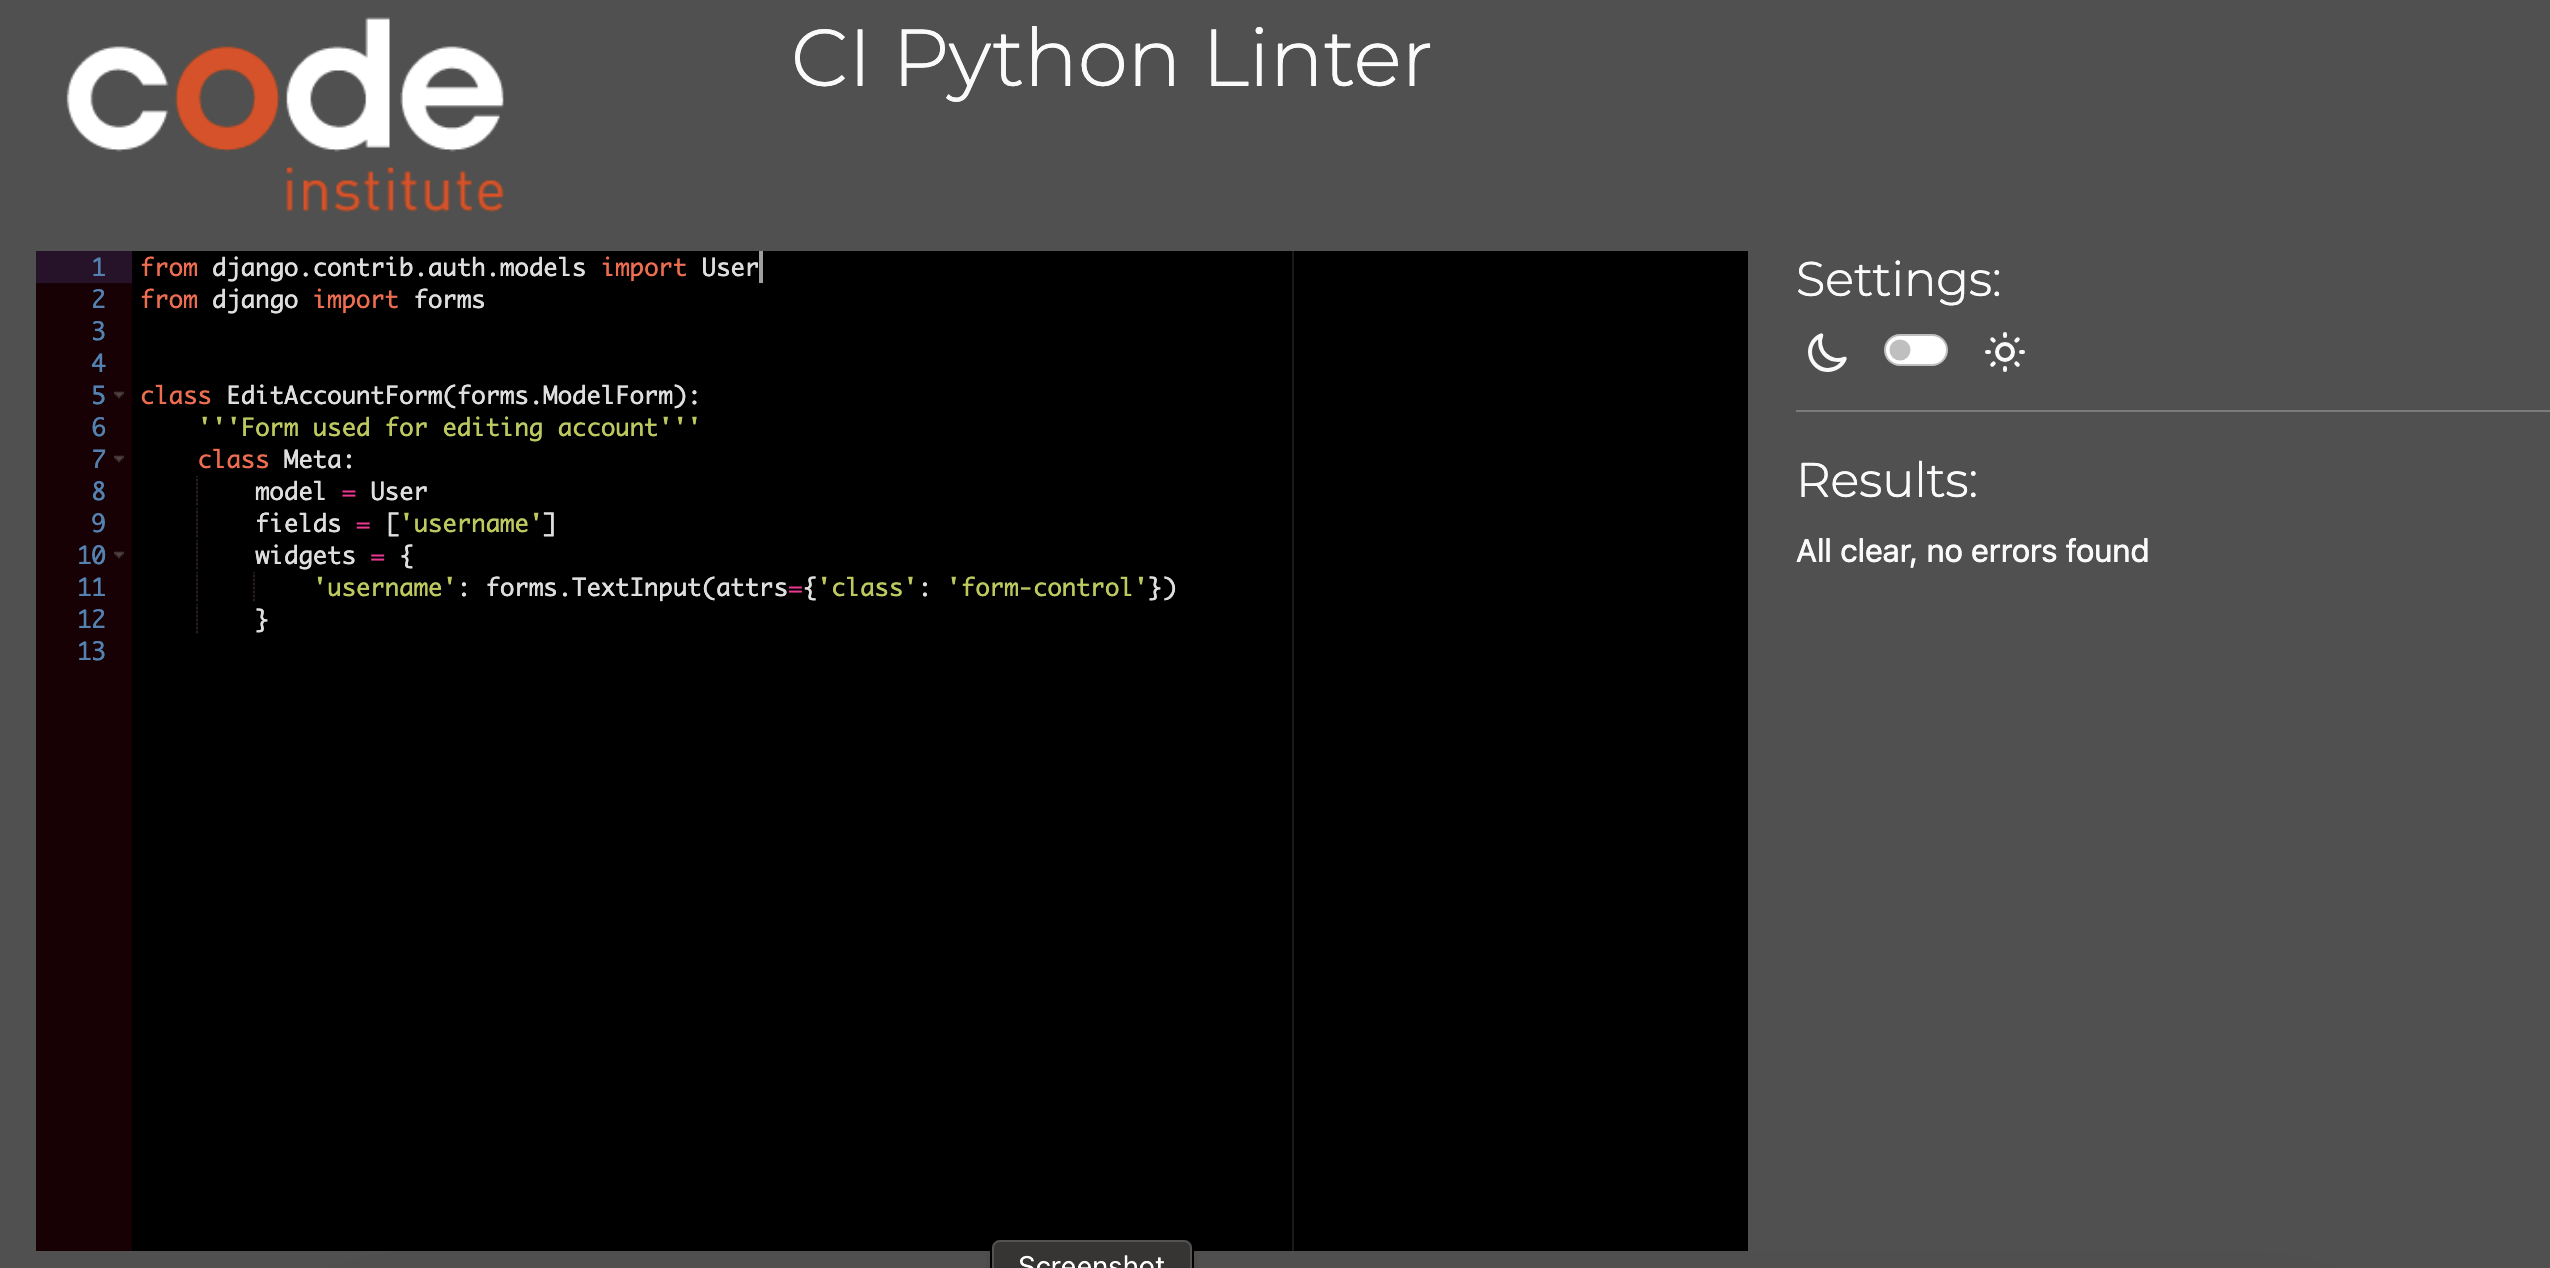 code
institute
CI Python Linter
1 from django.contrib.auth.models import User
2 from django import forms
3
4
5 class EditAccountForm(forms.ModelForm):
6     '''Form used for editing account'''
7     class Meta:
8         model = User
9         fields = ['username']
10         widgets = {
11             'username': forms.TextInput(attrs={'class': 'form-control'})
12         }
13
Settings:
Results:
All clear, no errors found
Screenshot